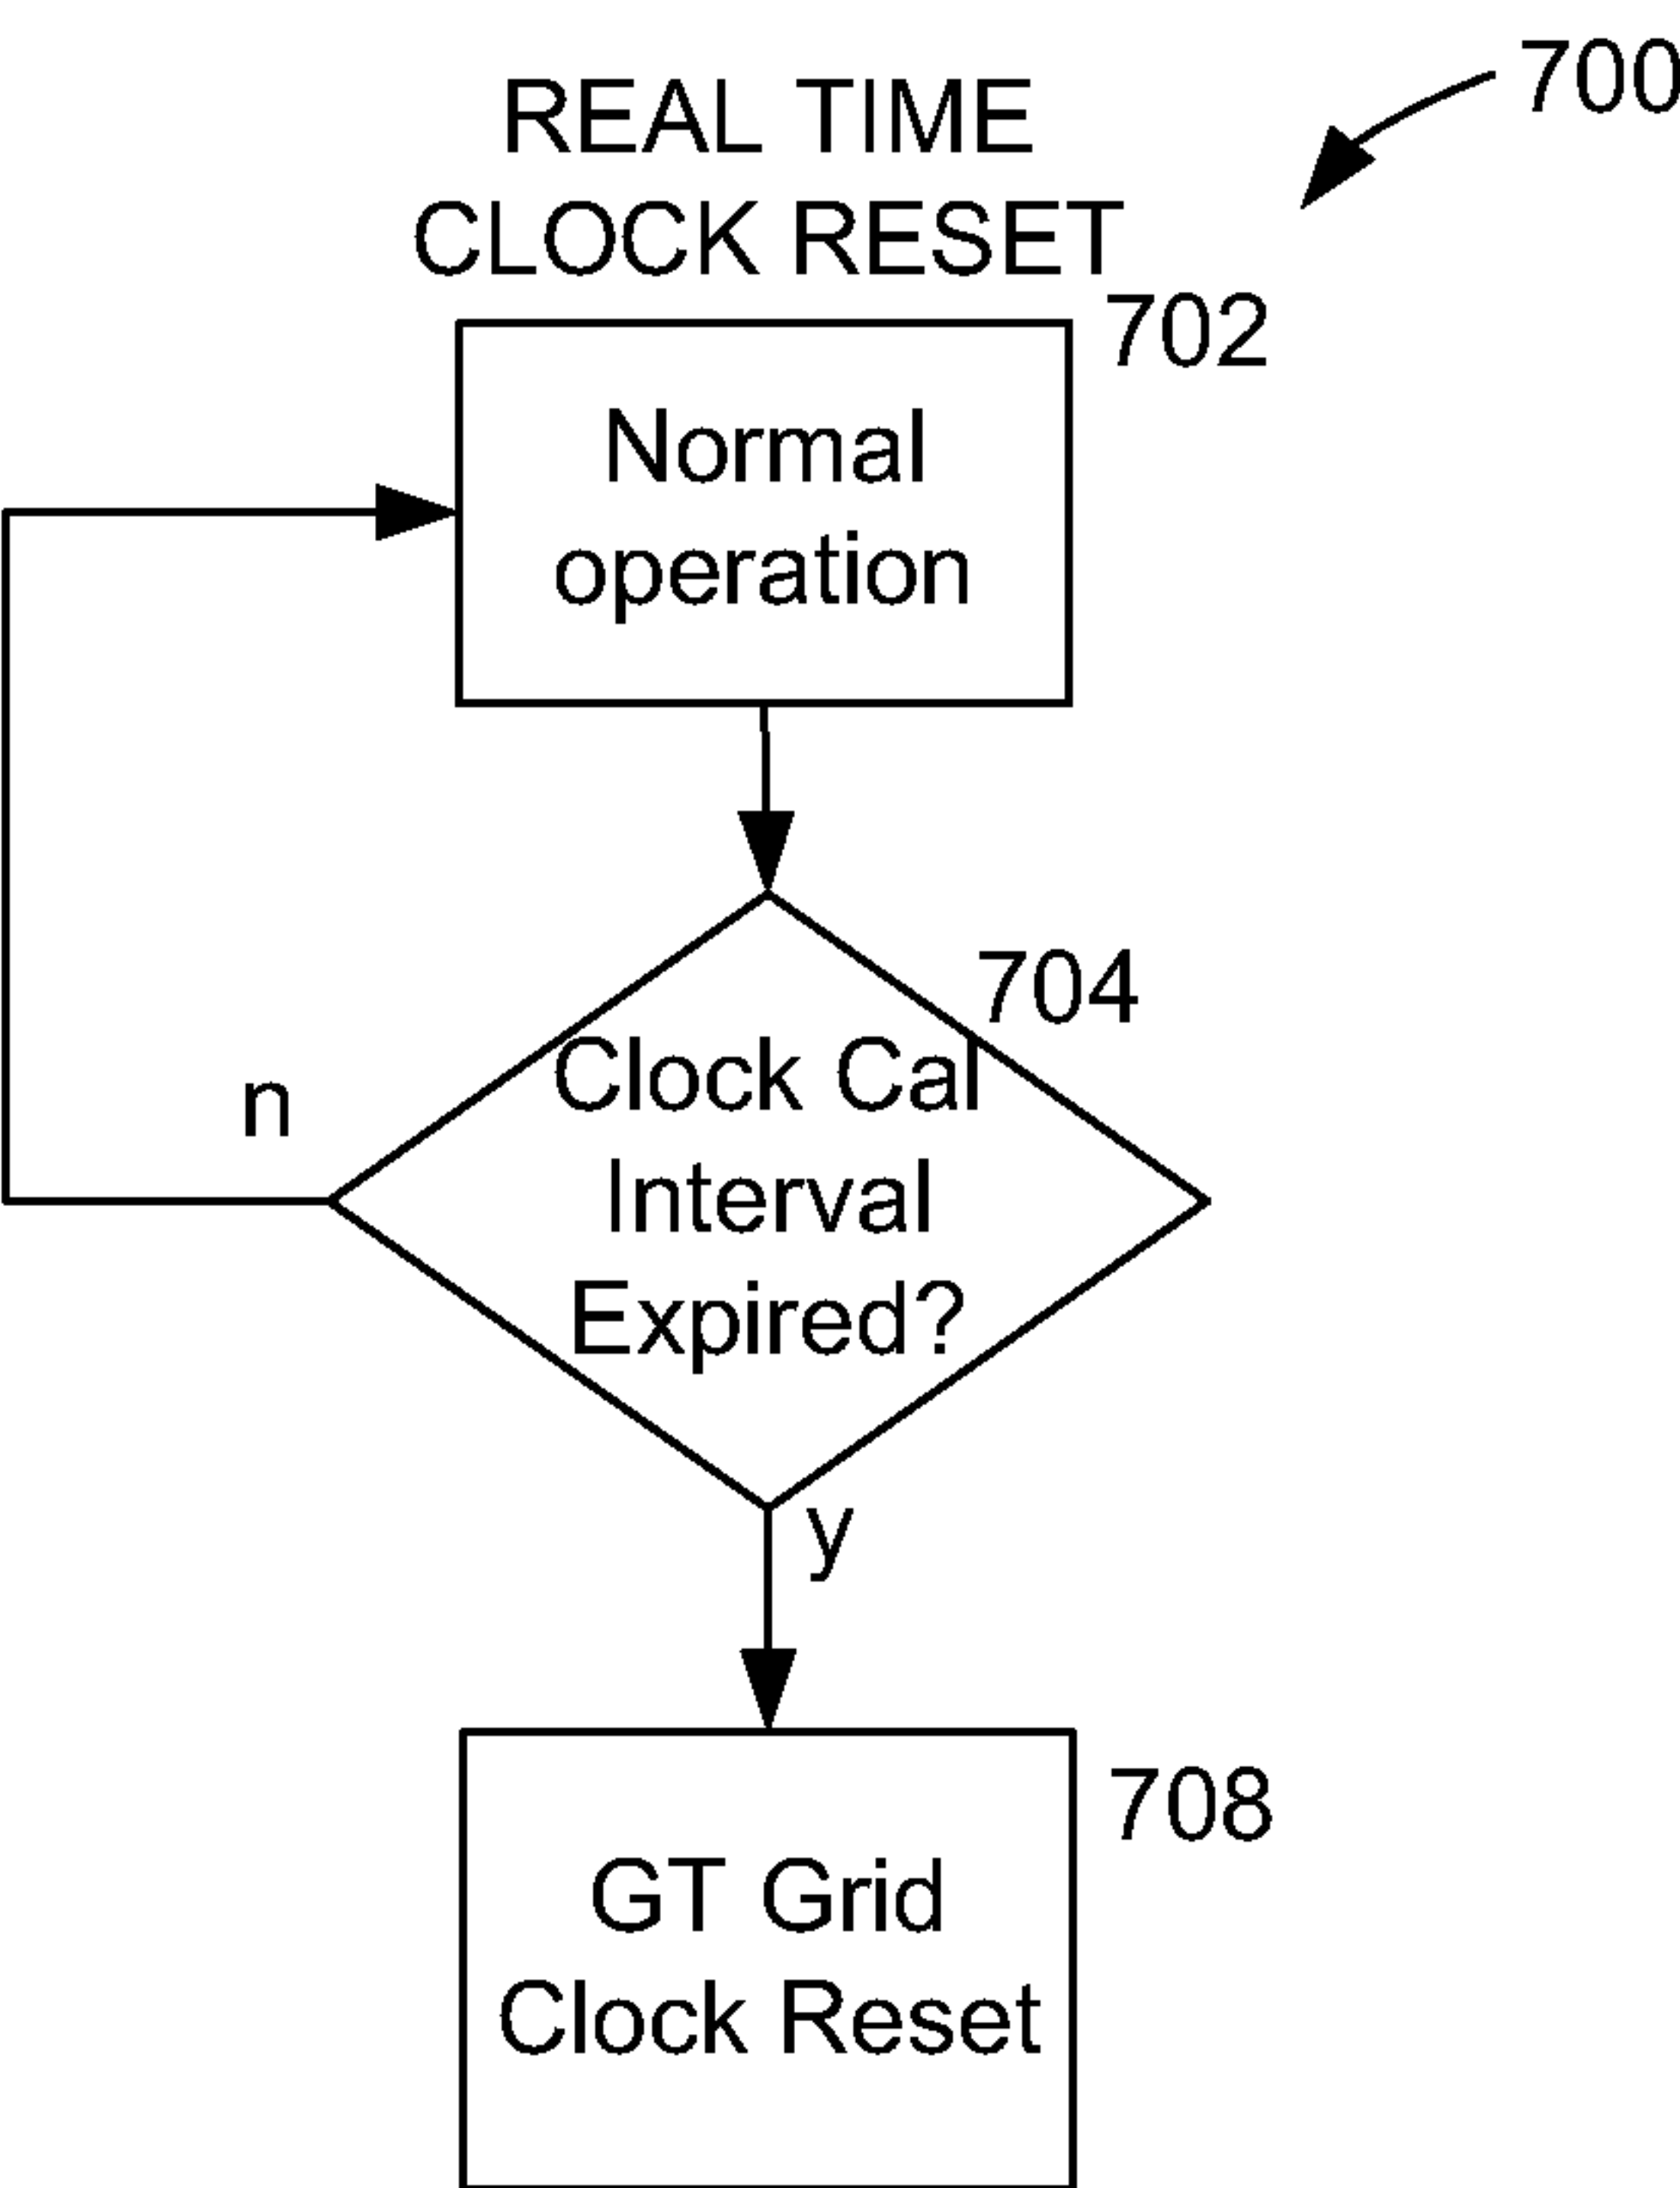 700
REAL TIME
CLOCK RESET
702
Normal
operation
704
Clock Cal
Interval
Expired?
n
y
708
GT Grid
Clock Reset